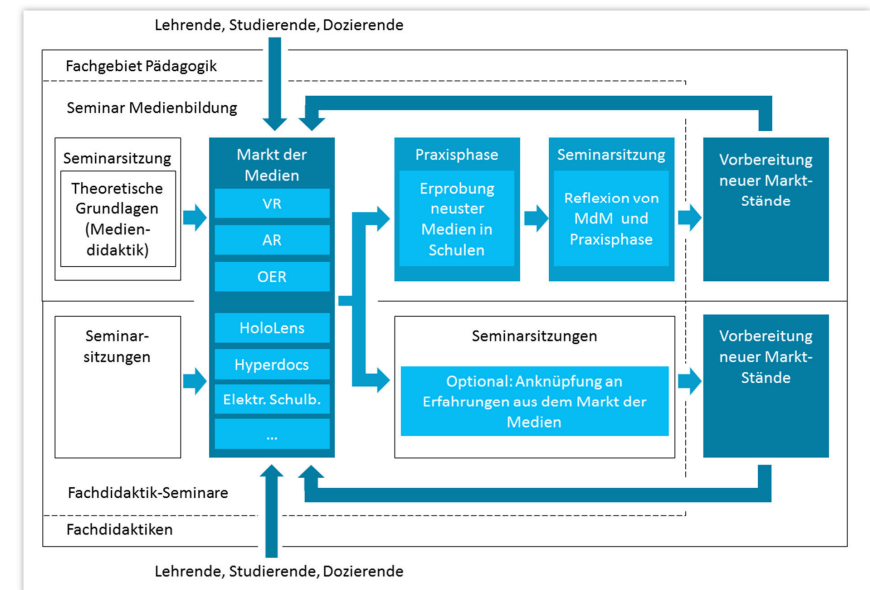 Lehrende, Studierende, Dozierende
Fachgebiet Pädagogik
Seminar Medienbildung
Seminarsitzung
Theoretische
Grundlagen
(Medien-
didaktik)
Markt der
Medien
VR
AR
OER
HoloLens
Hyperdocs
Elektr. Schulb.
...
Praxisphase
Erprobung
neuster
Medien in
Schulen
Seminarsitzung
Reflexion von
MdM und
Praxisphase
Vorbereitung
neuer Markt-
Stände
Seminar-
sitzungen
Seminarsitzungen
Optional: Anknüpfung an
Erfahrungen aus dem Markt der
Medien
Vorbereitung
neuer Markt-
Stände
Fachdidaktik-Seminare
Fachdidaktiken
Lehrende, Studierende, Dozierende